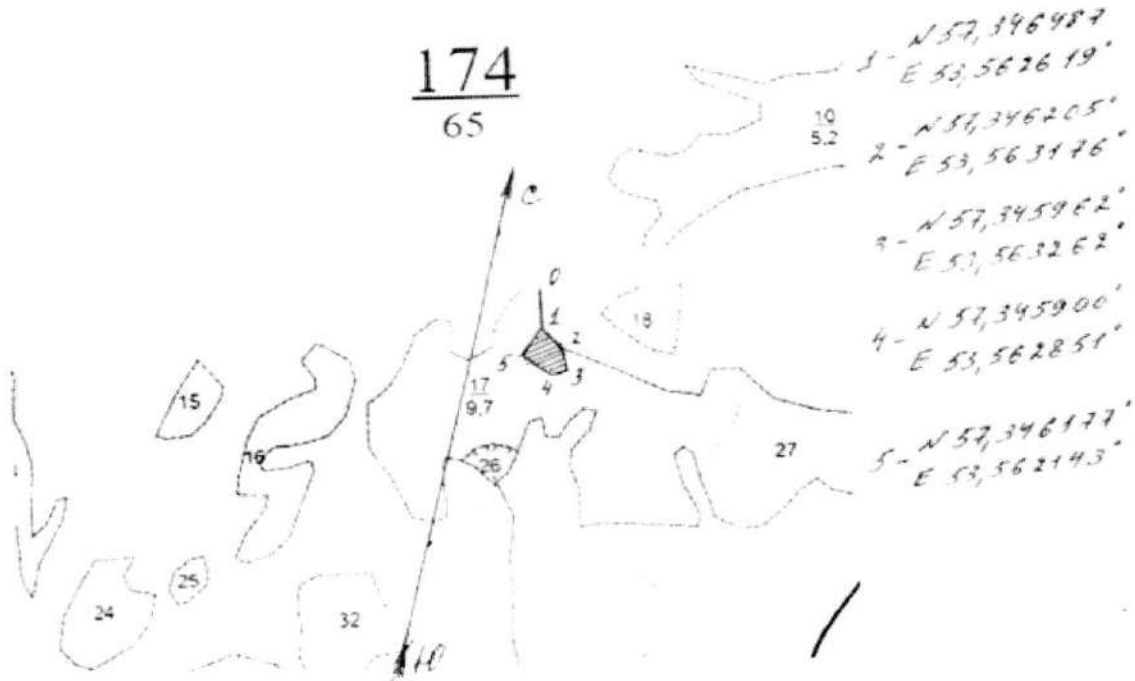 174
65
10
5.2
С
0
1
2
3
4
5
18
17
9.7
15
16
26
27
25
24
32
Ю
1 - N 57,346487
E 53,562619°
2 - N 57,346205°
E 53,563176°
3 - N 57,345962°
E 53,563262°
4 - N 57,345900°
E 53,562851°
5 - N 57,346177°
E 53,562143°